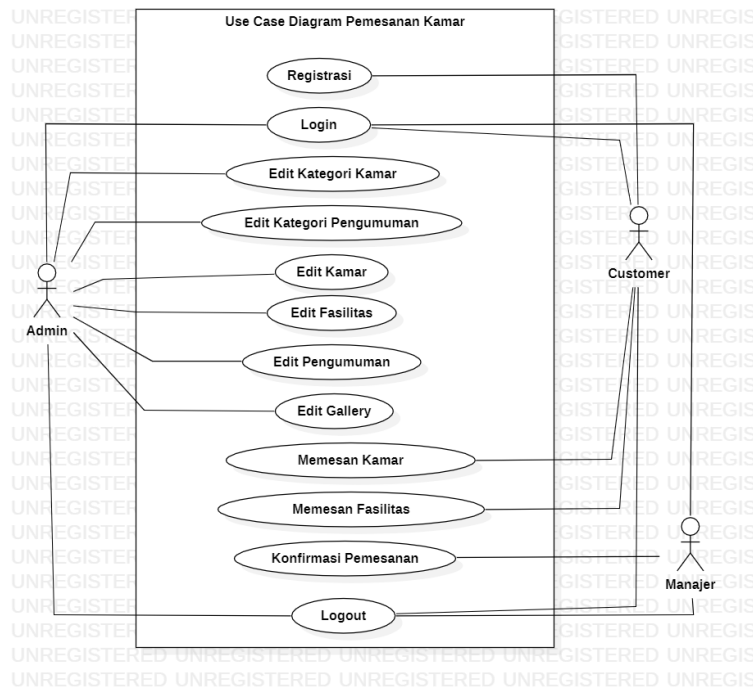 Use Case Diagram Pemesanan Kamar
Registrasi
Login
Edit Kategori Kamar
Edit Kategori Pengumuman
Edit Kamar
Edit Fasilitas
Edit Pengumuman
Edit Gallery
Memesan Kamar
Memesan Fasilitas
Konfirmasi Pemesanan
Logout
Admin
Customer
Manajer
UNREGISTERED UNREGISTERED UNREGISTERED UNREGISTERED